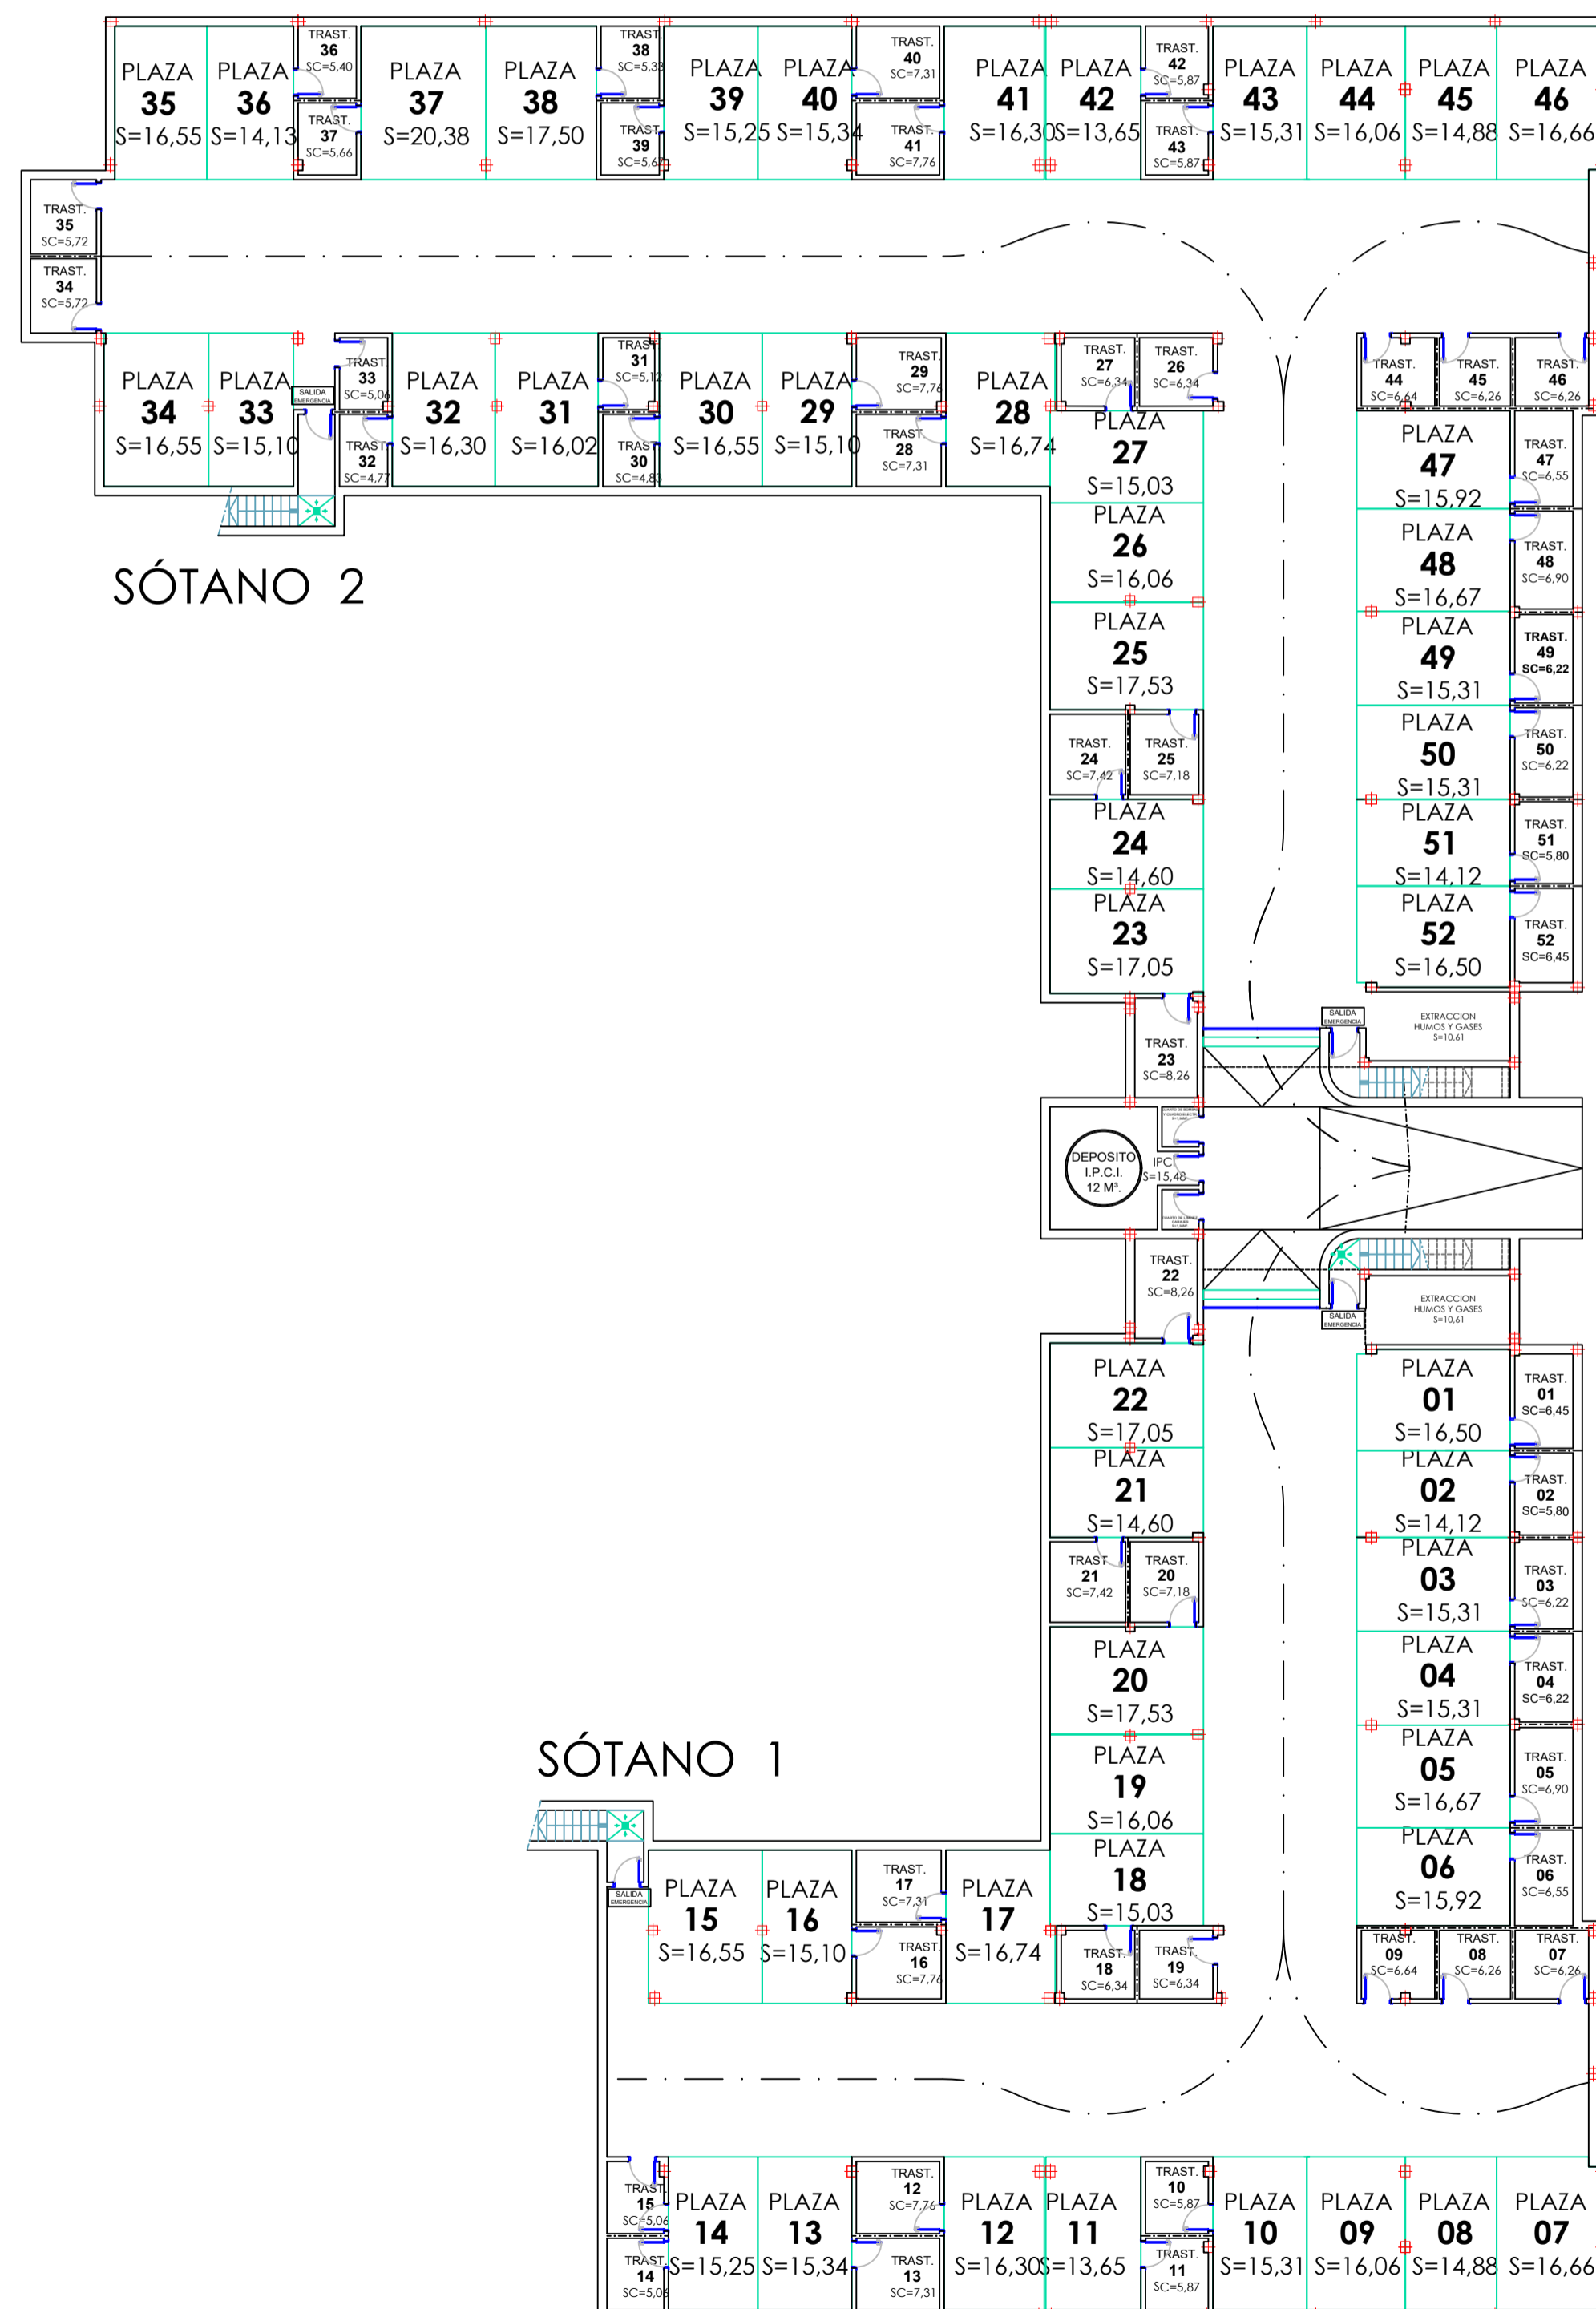 TRAST.
36
SC=5,40
TRAST.
38
SC=5,33
TRAST.
40
SC=7,31
TRAST.
42
SC=5,87
PLAZA
35
S=16,55
PLAZA
36
S=14,13
PLAZA
37
S=20,38
PLAZA
38
S=17,50
PLAZA
39
S=15,25
PLAZA
40
S=15,34
PLAZA
41
S=16,30
PLAZA
42
S=13,65
PLAZA
43
S=15,31
PLAZA
44
S=16,06
PLAZA
45
S=14,88
PLAZA
46
S=16,66
TRAST.
37
SC=5,66
TRAST.
39
SC=5,67
TRAST.
41
SC=7,76
TRAST.
43
SC=5,87
TRAST.
35
SC=5,72
TRAST.
34
SC=5,72
PLAZA
34
S=16,55
PLAZA
33
S=15,10
SALIDA
EMERGENCIA
TRAST.
33
SC=5,06
TRAST.
32
SC=4,77
PLAZA
32
S=16,30
PLAZA
31
S=16,02
TRAST.
31
SC=5,12
TRAST.
30
SC=4,83
PLAZA
30
S=16,55
PLAZA
29
S=15,10
TRAST.
29
SC=7,76
TRAST.
28
SC=7,31
PLAZA
28
S=16,74
TRAST.
27
SC=6,34
TRAST.
26
SC=6,34
TRAST.
44
SC=6,64
TRAST.
45
SC=6,26
TRAST.
46
SC=6,26
PLAZA
27
S=15,03
PLAZA
26
S=16,06
PLAZA
25
S=17,53
TRAST.
24
SC=7,42
TRAST.
25
SC=7,18
PLAZA
24
S=14,60
PLAZA
23
S=17,05
TRAST.
23
SC=8,26
PLAZA
47
S=15,92
TRAST.
47
SC=6,55
PLAZA
48
S=16,67
TRAST.
48
SC=6,90
PLAZA
49
S=15,31
TRAST.
49
SC=6,22
PLAZA
50
S=15,31
TRAST.
50
SC=6,22
PLAZA
51
S=14,12
TRAST.
51
SC=5,80
PLAZA
52
S=16,50
TRAST.
52
SC=6,45
SÓTANO 2
SALIDA
EMERGENCIA
EXTRACCION
HUMOS Y GASES
S=10,61
DEPOSITO
I.P.C.I.
12 M³.
IPCI
S=15,48
TRAST.
22
SC=8,26
SALIDA
EMERGENCIA
EXTRACCION
HUMOS Y GASES
S=10,61
PLAZA
22
S=17,05
PLAZA
21
S=14,60
TRAST.
21
SC=7,42
TRAST.
20
SC=7,18
PLAZA
20
S=17,53
PLAZA
19
S=16,06
PLAZA
18
S=15,03
PLAZA
01
S=16,50
TRAST.
01
SC=6,45
PLAZA
02
S=14,12
TRAST.
02
SC=5,80
PLAZA
03
S=15,31
TRAST.
03
SC=6,22
PLAZA
04
S=15,31
TRAST.
04
SC=6,22
PLAZA
05
S=16,67
TRAST.
05
SC=6,90
PLAZA
06
S=15,92
TRAST.
06
SC=6,55
SÓTANO 1
SALIDA
EMERGENCIA
PLAZA
15
S=16,55
PLAZA
16
S=15,10
TRAST.
17
SC=7,31
TRAST.
16
SC=7,76
PLAZA
17
S=16,74
TRAST.
18
SC=6,34
TRAST.
19
SC=6,34
TRAST.
09
SC=6,64
TRAST.
08
SC=6,26
TRAST.
07
SC=6,26
TRAST.
15
SC=5,06
TRAST.
14
SC=5,06
PLAZA
14
S=15,25
PLAZA
13
S=15,34
TRAST.
12
SC=7,76
TRAST.
13
SC=7,31
PLAZA
12
S=16,30
PLAZA
11
S=13,65
TRAST.
10
SC=5,87
TRAST.
11
SC=5,87
PLAZA
10
S=15,31
PLAZA
09
S=16,06
PLAZA
08
S=14,88
PLAZA
07
S=16,66